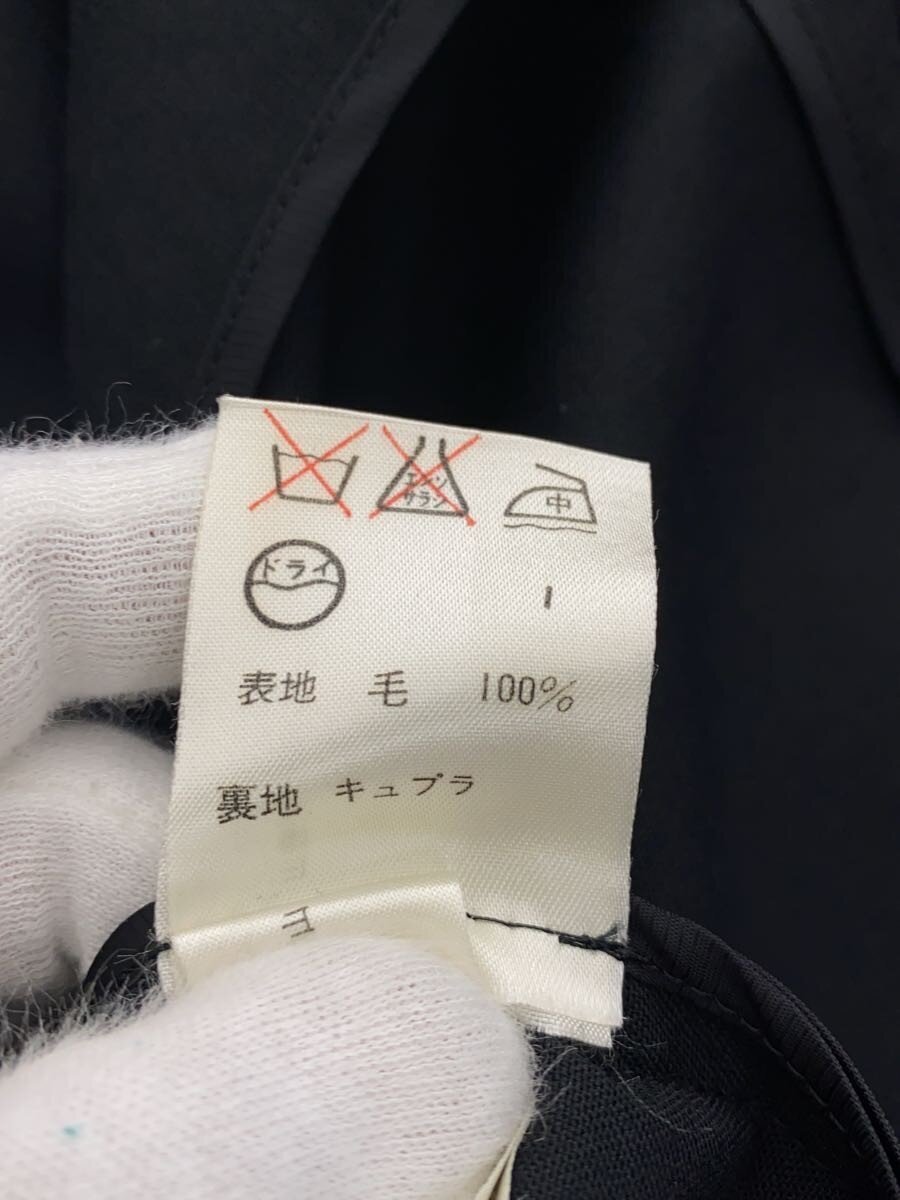 エンソ
サラシ
中
ドライ
表地 毛 100%
裏地 キュプラ